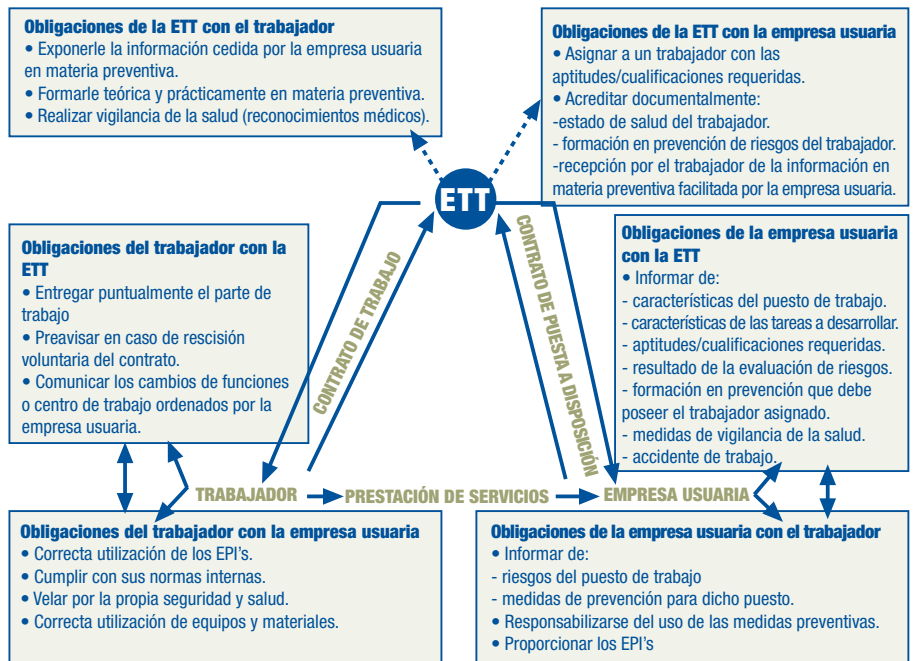 Obligaciones de la ETT con el trabajador
• Exponerle la información cedida por la empresa usuaria
en materia preventiva.
• Formarle teórica y prácticamente en materia preventiva.
• Realizar vigilancia de la salud (reconocimientos médicos).
Obligaciones de la ETT con la empresa usuaria
• Asignar a un trabajador con las
aptitudes/cualificaciones requeridas.
• Acreditar documentalmente:
-estado de salud del trabajador.
- formación en prevención de riesgos del trabajador.
-recepción por el trabajador de la información en
materia preventiva facilitada por la empresa usuaria.
ETT
Obligaciones del trabajador con la
ETT
• Entregar puntualmente el parte de
trabajo
• Preavisar en caso de rescisión
voluntaria del contrato.
• Comunicar los cambios de funciones
o centro de trabajo ordenados por la
empresa usuaria.
CONTRATO DE TRABAJO
CONTRATO DE PUESTA A DISPOSICIÓN
Obligaciones de la empresa usuaria
con la ETT
• Informar de:
- características del puesto de trabajo.
- características de las tareas a desarrollar.
- aptitudes/cualificaciones requeridas.
- resultado de la evaluación de riesgos.
- formación en prevención que debe
poseer el trabajador asignado.
- medidas de vigilancia de la salud.
- accidente de trabajo.
TRABAJADOR PRESTACIÓN DE SERVICIOS EMPRESA USUARIA
Obligaciones del trabajador con la empresa usuaria
• Correcta utilización de los EPI's.
• Cumplir con sus normas internas.
• Velar por la propia seguridad y salud.
• Correcta utilización de equipos y materiales.
Obligaciones de la empresa usuaria con el trabajador
• Informar de:
- riesgos del puesto de trabajo
- medidas de prevención para dicho puesto.
• Responsabilizarse del uso de las medidas preventivas.
• Proporcionar los EPI's